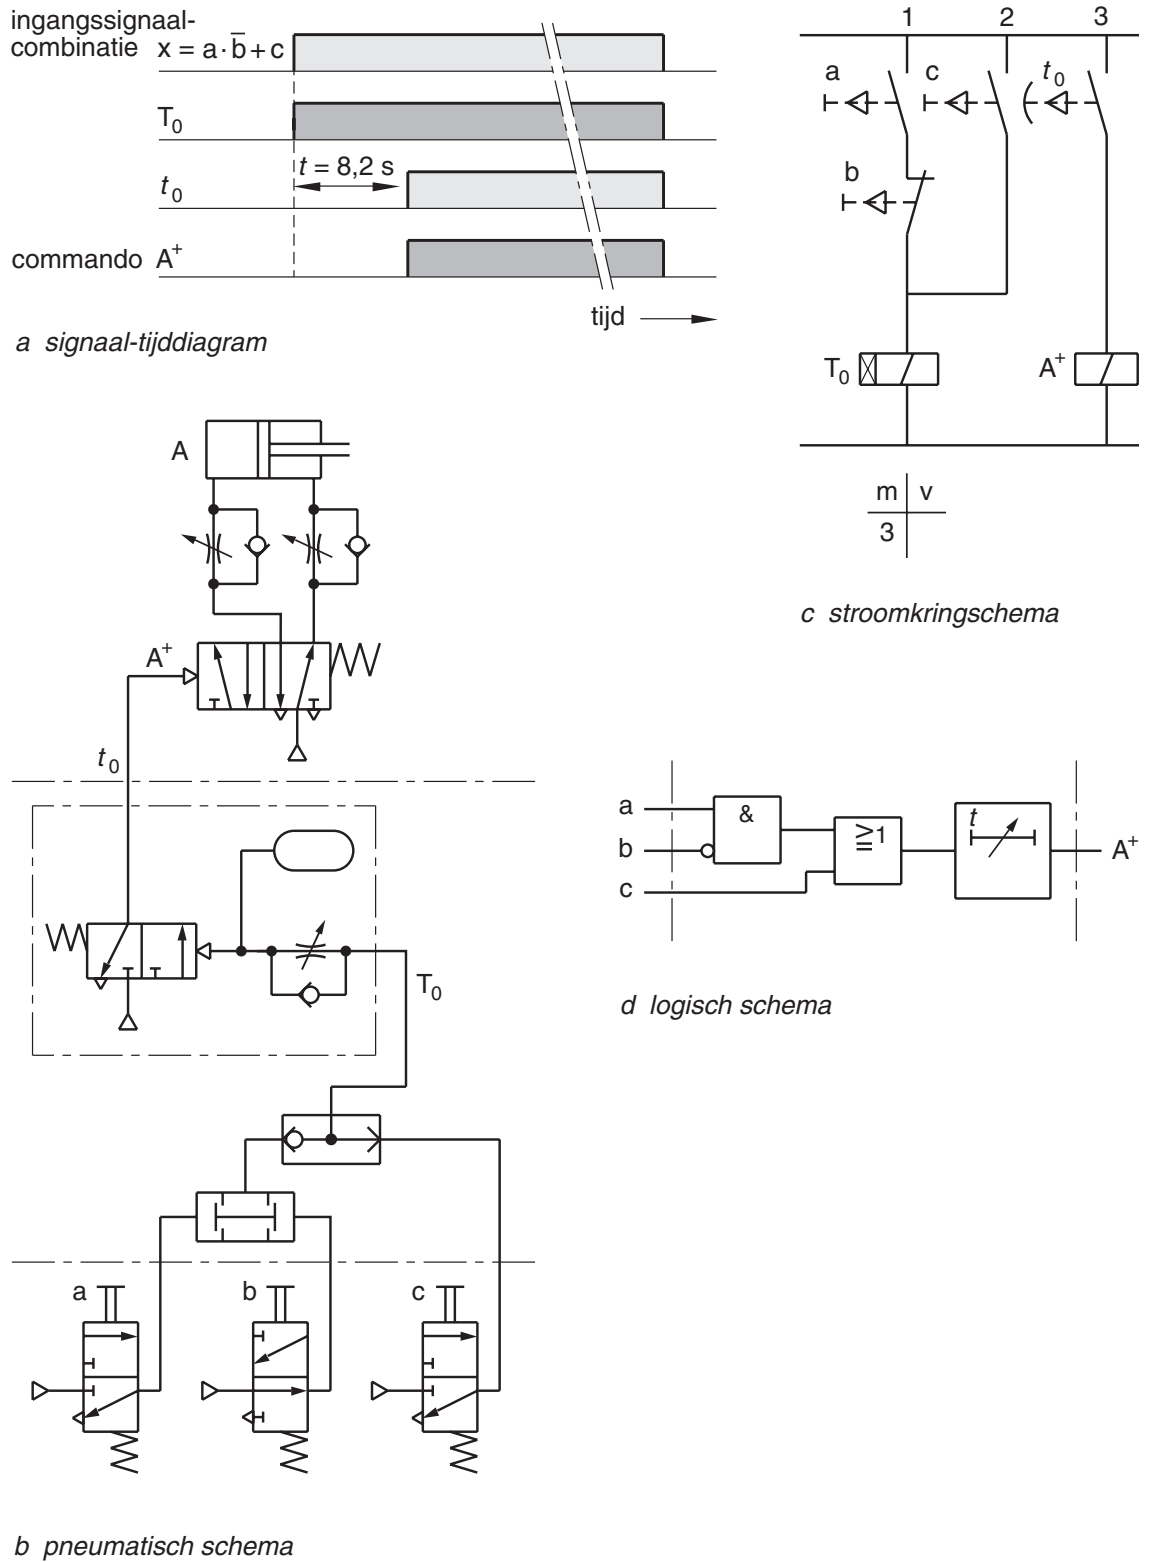 ingangssignaal-
combinatie x = a·b̅+c
T₀
t = 8,2 s
t₀
commando A⁺
tijd
a signaal-tijddiagram
1 2 3
a c t₀
b
T₀ A⁺
m v
3
c stroomkringschema
A
A⁺
t₀
T₀
a b c
b pneumatisch schema
a & t
b ≧1 A⁺
c
d logisch schema